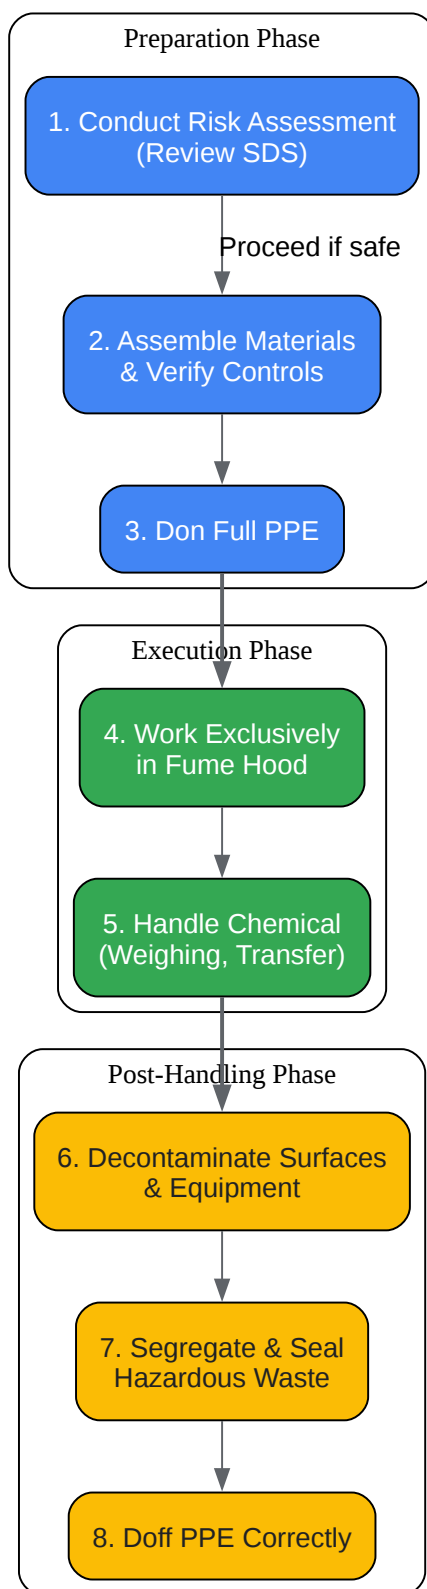 Preparation Phase
1. Conduct Risk Assessment
(Review SDS)
Proceed if safe
2. Assemble Materials
& Verify Controls
3. Don Full PPE
Execution Phase
4. Work Exclusively
in Fume Hood
5. Handle Chemical
(Weighing, Transfer)
Post-Handling Phase
6. Decontaminate Surfaces
& Equipment
7. Segregate & Seal
Hazardous Waste
8. Doff PPE Correctly